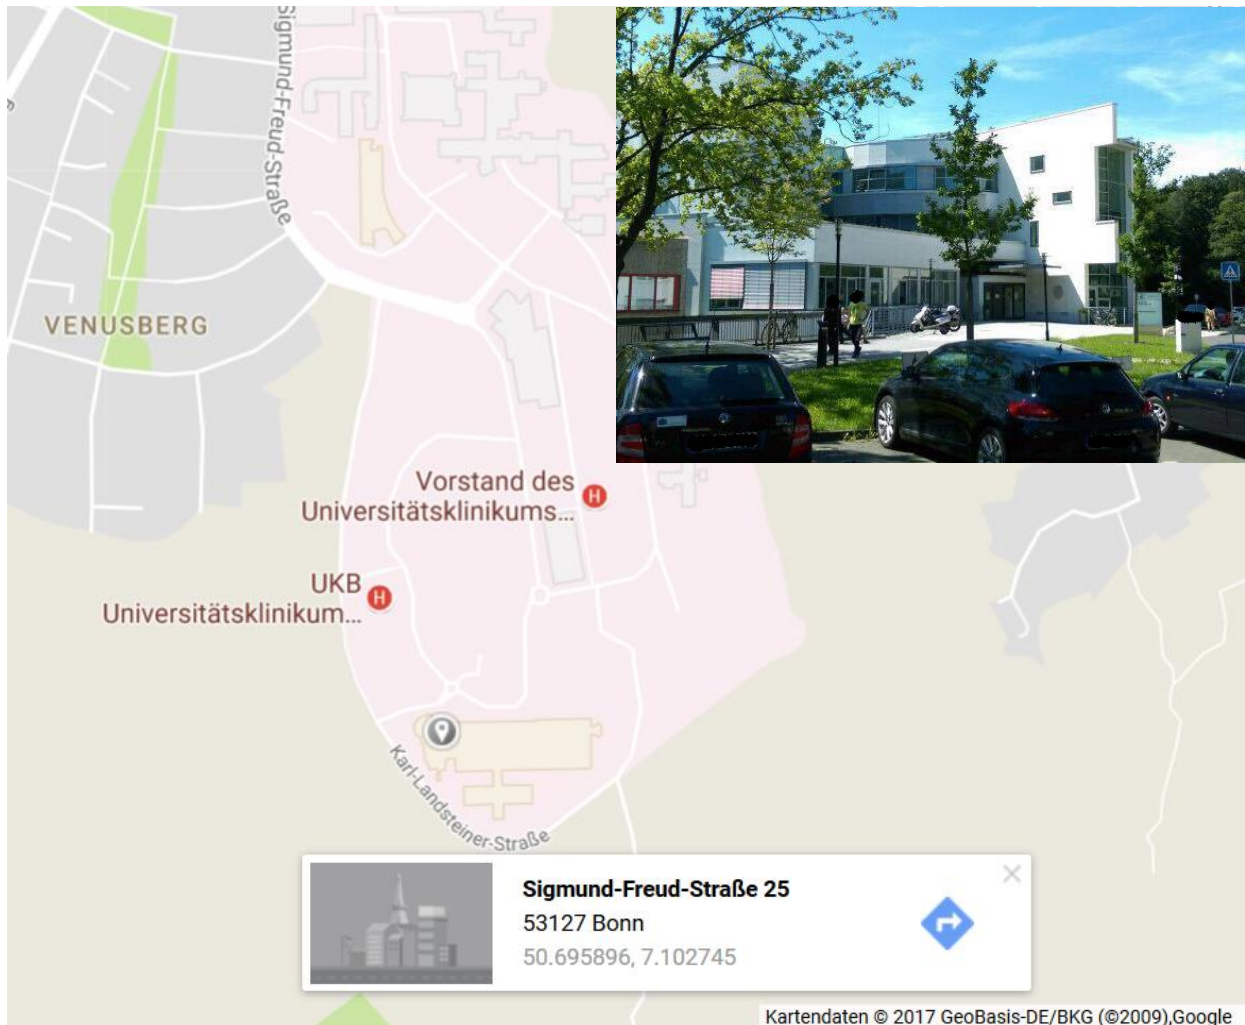 Sigmund-Freud-Straße
VENUSBERG
Vorstand des
Universitätsklinikums...
UKB
Universitätsklinikum...
Karl-Landsteiner-Straße
Sigmund-Freud-Straße 25
53127 Bonn
50.695896, 7.102745
Kartendaten © 2017 GeoBasis-DE/BKG (©2009),Google